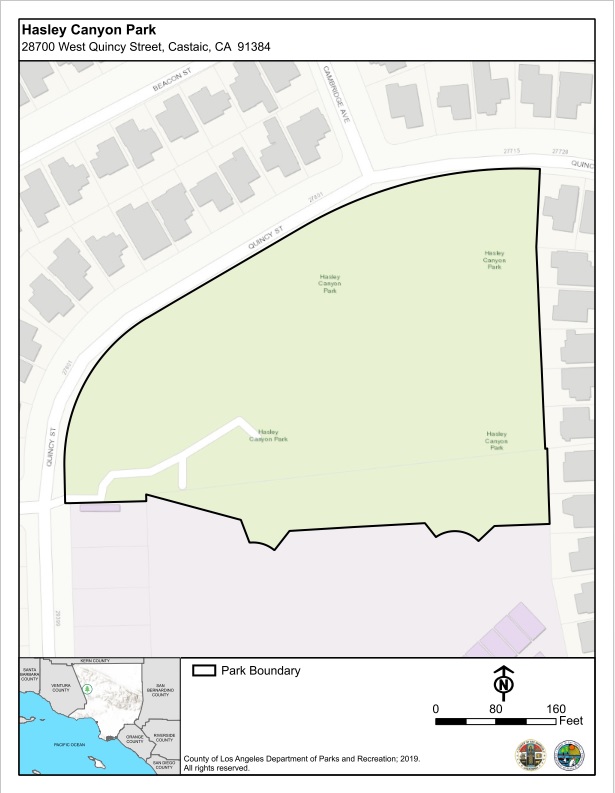 Hasley Canyon Park
28700 West Quincy Street, Castaic, CA 91384
BEACON ST
CAMBRIDGE AVE
27715
27729
QUINC
27801
QUINCY ST
Hasley
Canyon
Park
Hasley
Canyon
Park
QUINCY ST
Hasley
Canyon Park
Hasley
Canyon
Park
KERN COUNTY
SANTA
BARBARA
COUNTY
VENTURA
COUNTY
SAN
BERNARDINO
COUNTY
ORANGE
COUNTY
RIVERSIDE
COUNTY
PACIFIC OCEAN
SAN DIEGO
COUNTY
Park Boundary
N
0 80 160
Feet
County of Los Angeles Department of Parks and Recreation; 2019.
All rights reserved.